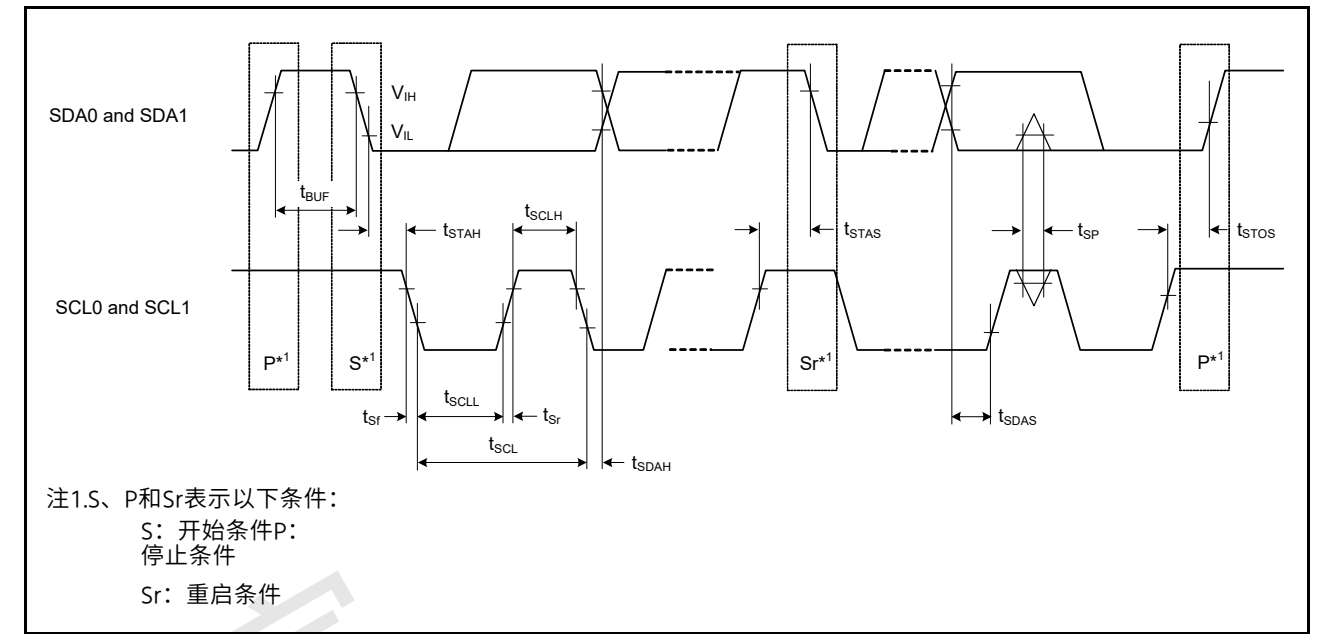 SDA0 and SDA1
VIH
VIL
tBUF
tSTAH
tSCLH
tSTAS
tSP
tSTOS
SCL0 and SCL1
P*1
S*1
Sr*1
P*1
tSf
tSCLL
tSr
tSDAS
tSCL
tSDAH
注1.S、P和Sr表示以下条件：
S：开始条件P：
停止条件
Sr：重启条件